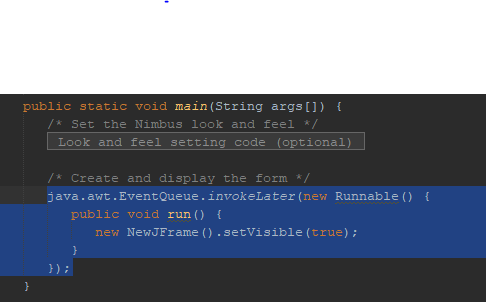 public static void main(String args[]) {
/* Set the Nimbus look and feel */
Look and feel setting code (optional)
/* Create and display the form */
java.awt.EventQueue.invokeLater(new Runnable() {
public void run() {
new NewJFrame().setVisible(true);
}
});
}